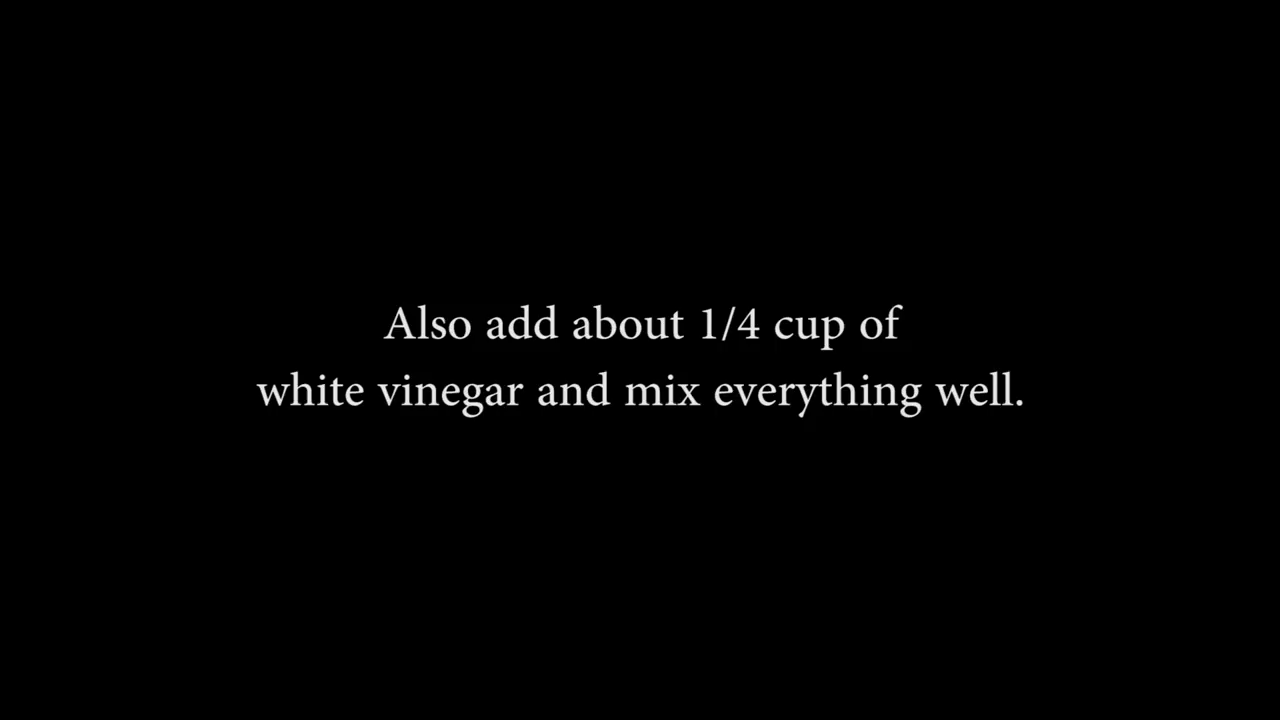 Also add about 1/4 cup of
white vinegar and mix everything well.